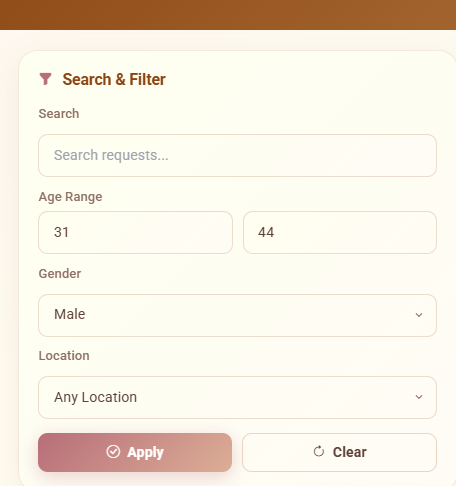 Search & Filter
Search
Search requests...
Age Range
31 44
Gender
Male
Location
Any Location
Apply Clear